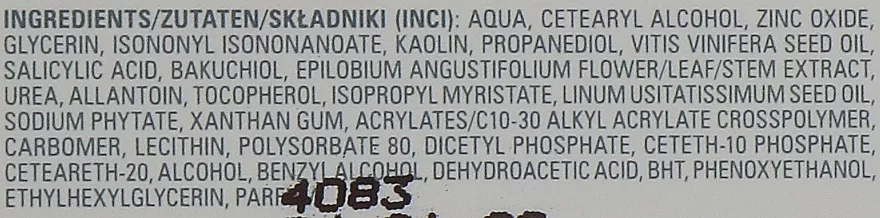 INGREDIENTS/ZUTATEN/SKŁADNIKI (INCI): AQUA, CETEARYL ALCOHOL, ZINC OXIDE,
GLYCERIN, ISONONYL ISONONANOATE, KAOLIN, PROPANEDIOL, VITIS VINIFERA SEED OIL,
SALICYLIC ACID, BAKUCHIOL, EPILOBIUM ANGUSTIFOLIUM FLOWER/LEAF/STEM EXTRACT,
UREA, ALLANTOIN, TOCOPHEROL, ISOPROPYL MYRISTATE, LINUM USITATISSIMUM SEED OIL,
SODIUM PHYTATE, XANTHAN GUM, ACRYLATES/C10-30 ALKYL ACRYLATE CROSSPOLYMER,
CARBOMER, LECITHIN, POLYSORBATE 80, DICETYL PHOSPHATE, CETETH-10 PHOSPHATE,
CETEARETH-20, ALCOHOL, BENZYL ALCOHOL, DEHYDROACETIC ACID, BHT, PHENOXYETHANOL,
ETHYLHEXYLGLYCERIN,
4083